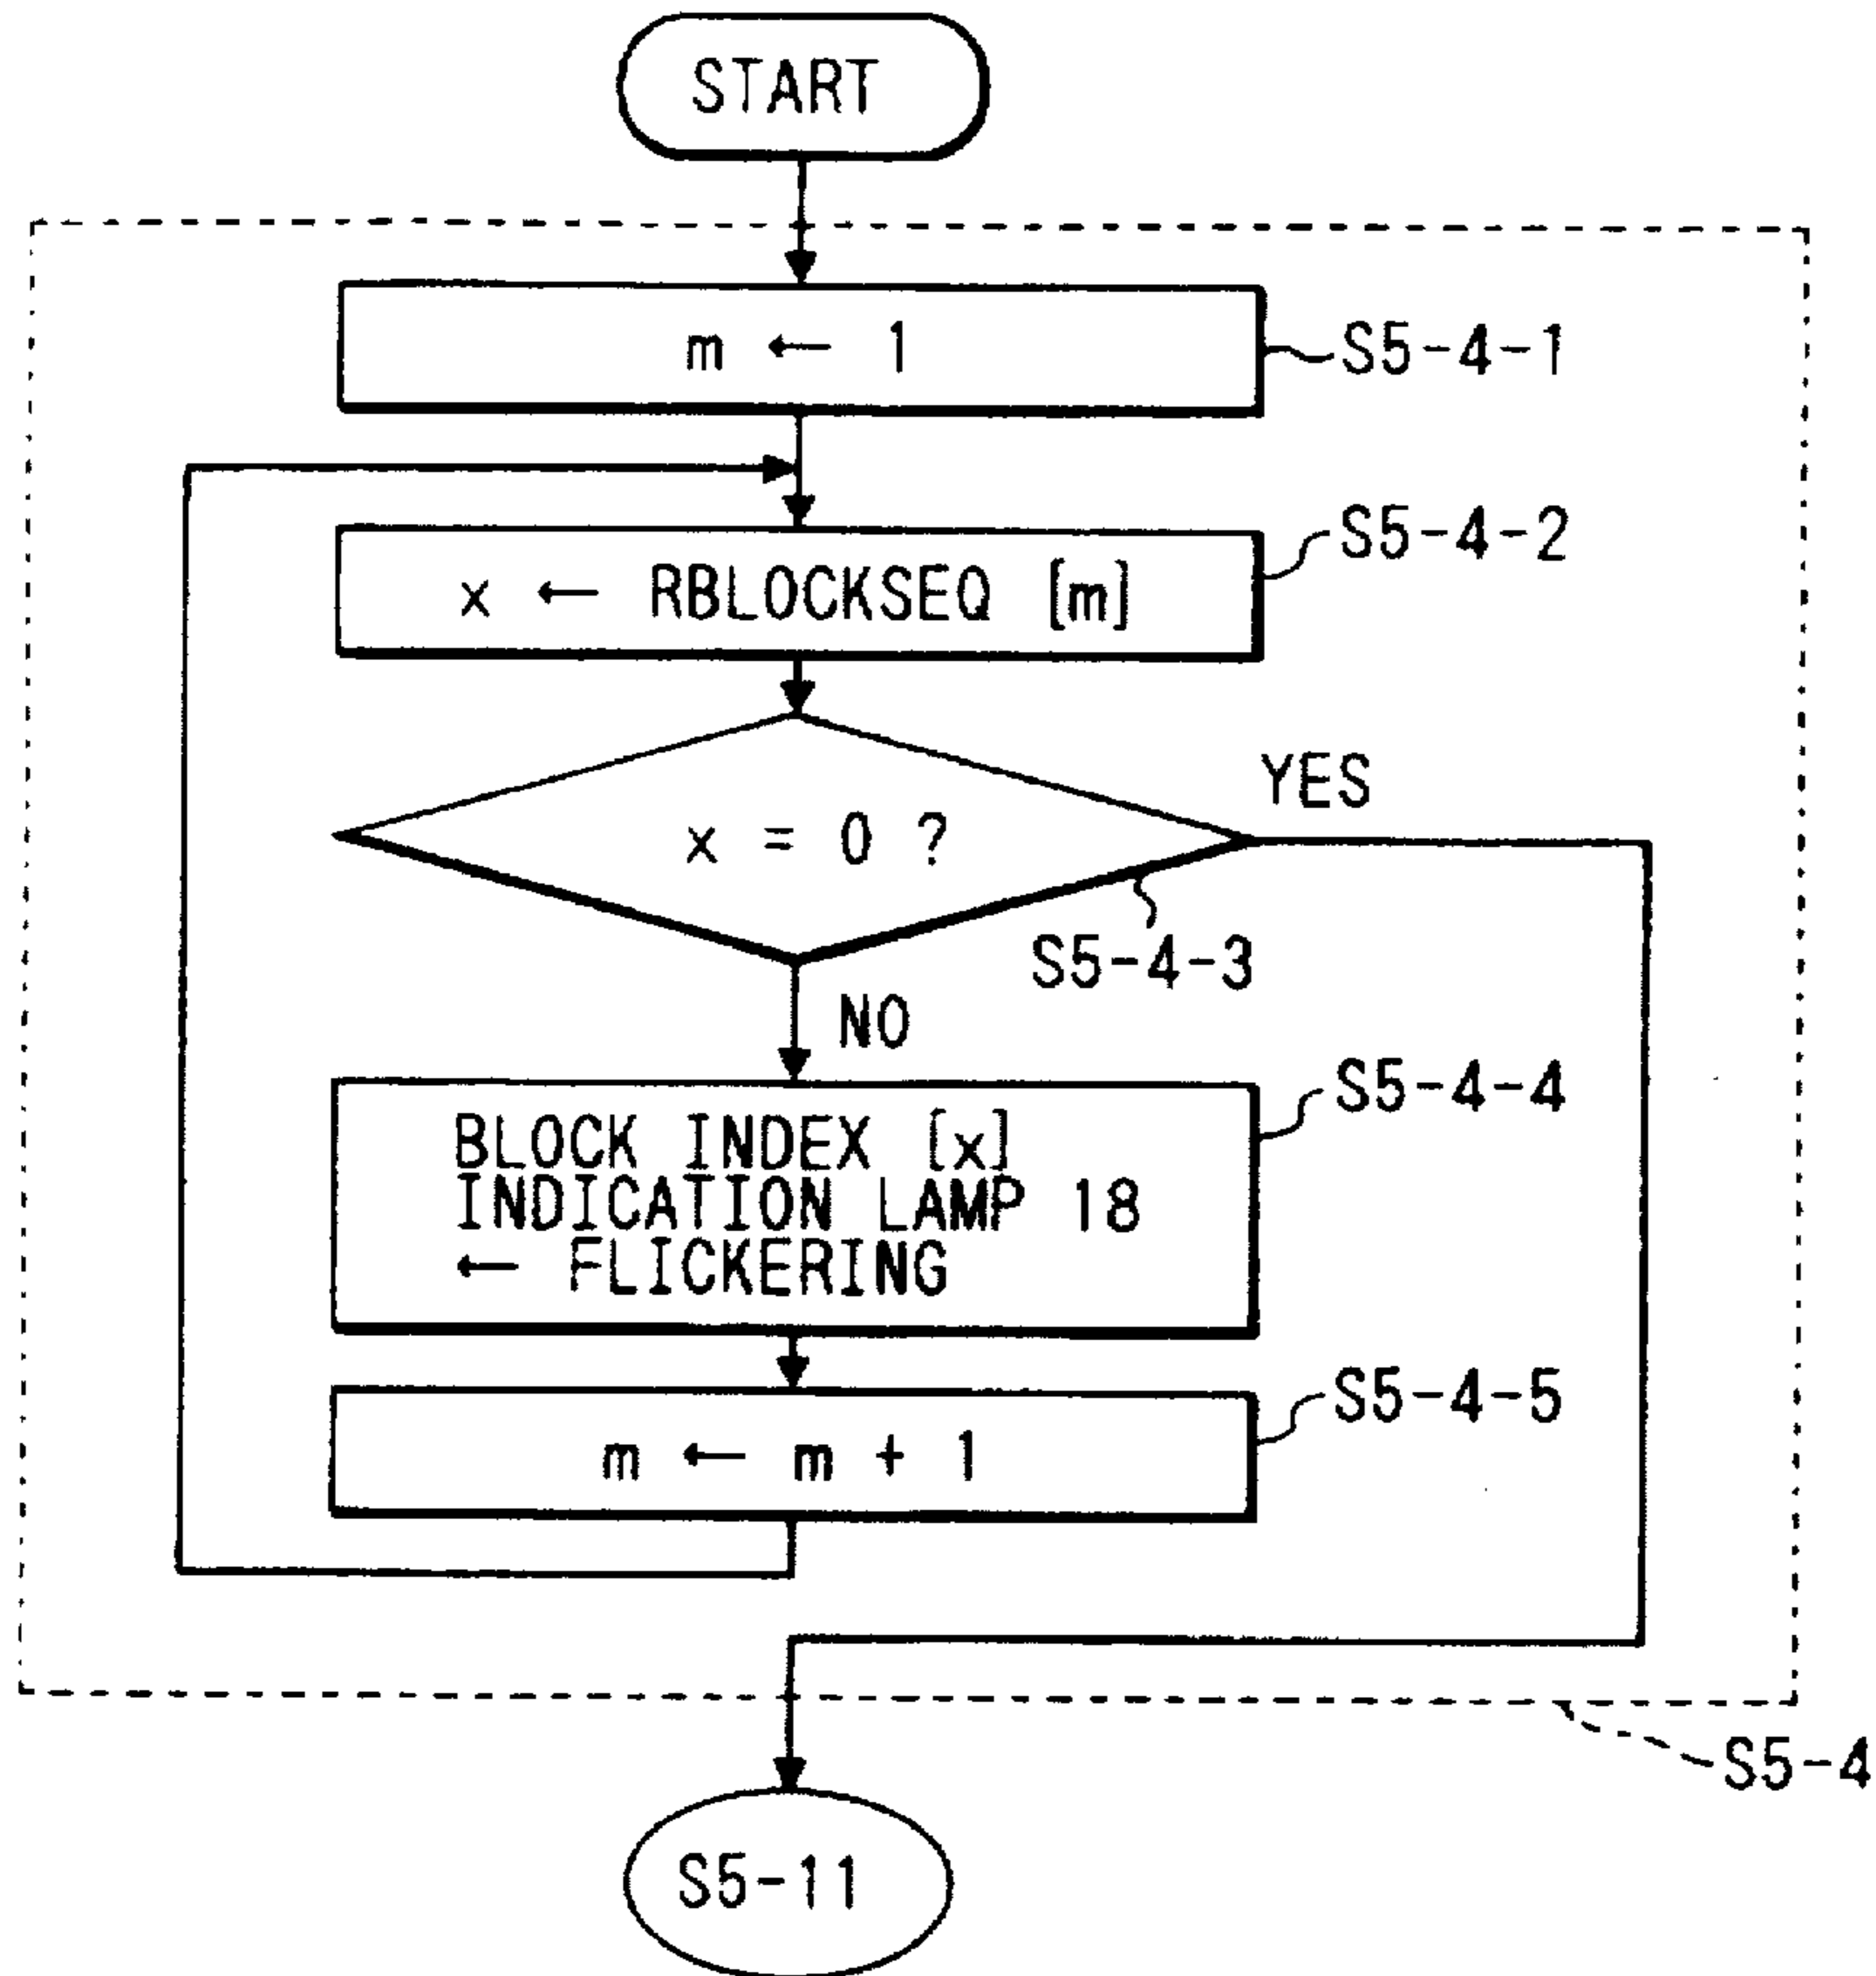 START
m ← 1
S5-4-1
S5-4-2
x ← RBLOCKSEQ [m]
YES
x = 0 ?
S5-4-3
NO
S5-4-4
BLOCK INDEX [x]
INDICATION LAMP 18
← FLICKERING
S5-4-5
m ← m + 1
S5-4
S5-11